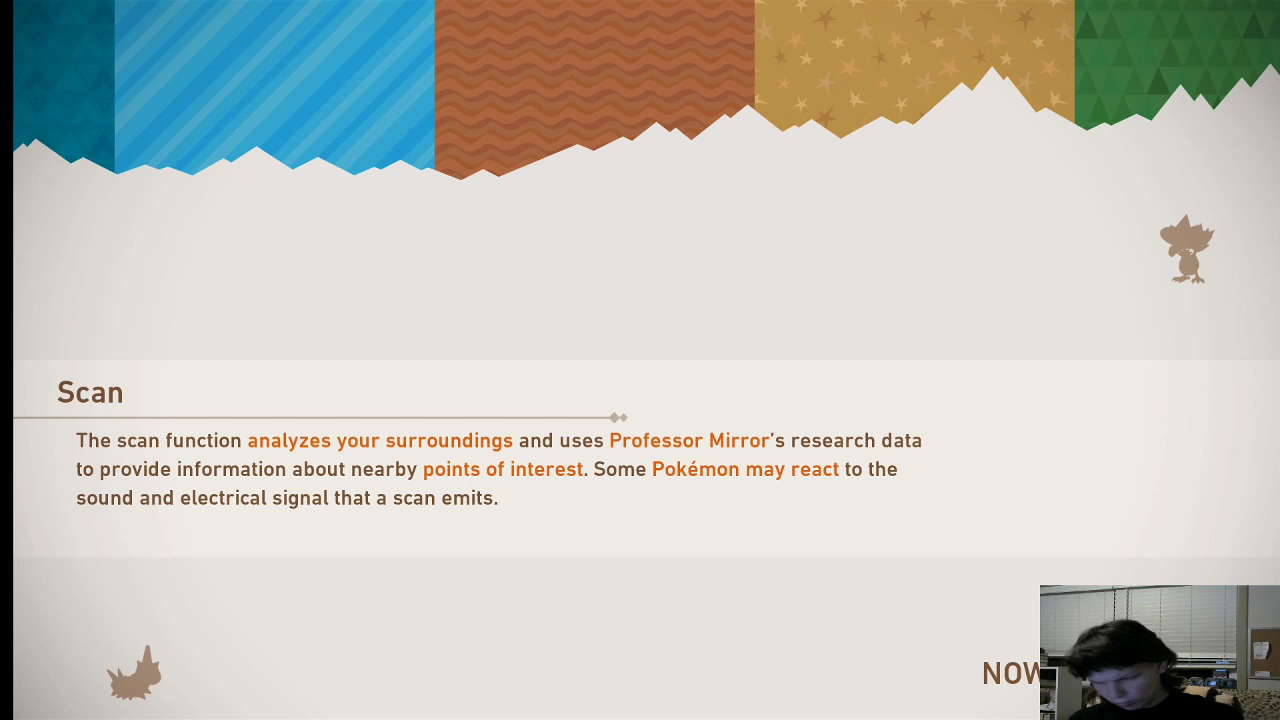 Scan
The scan function analyzes your surroundings and uses Professor Mirror's research data
to provide information about nearby points of interest. Some Pokémon may react to the
sound and electrical signal that a scan emits.